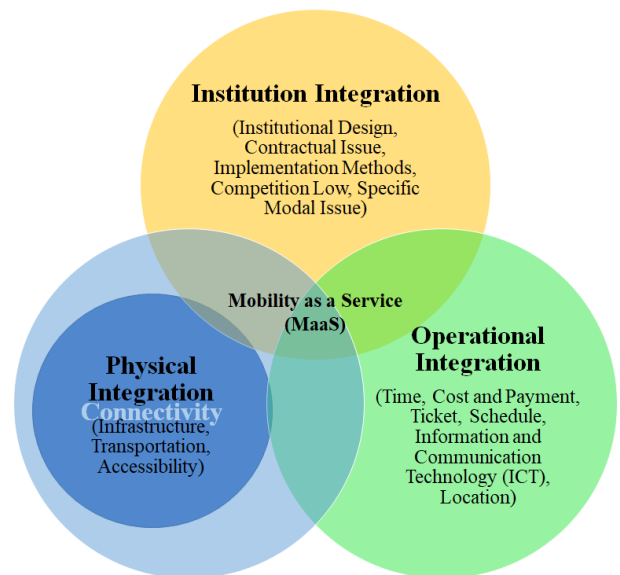 Institution Integration
(Institutional Design,
Contractual Issue,
Implementation Methods,
Competition Low, Specific
Modal Issue)
Mobility as a Service
(MaaS)
Physical
Integration
Connectivity
(Infrastructure,
Transportation,
Accessibility)
Operational
Integration
(Time, Cost and Payment,
Ticket, Schedule,
Information and
Communication
Technology (ICT),
Location)